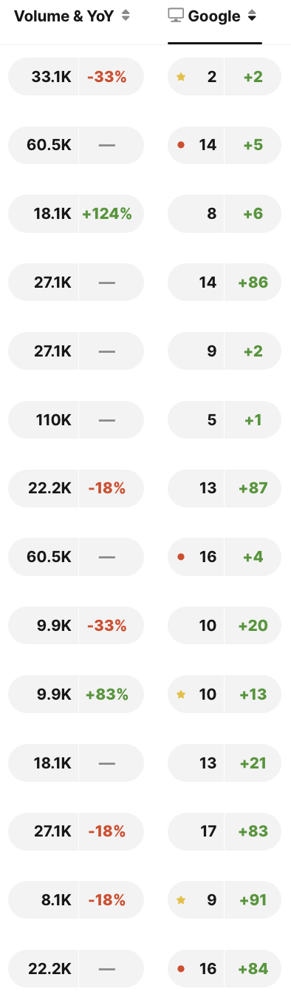 Volume & YoY Google
33.1K -33% 2 +2
60.5K — 14 +5
18.1K +124% 8 +6
27.1K — 14 +86
27.1K — 9 +2
110K — 5 +1
22.2K -18% 13 +87
60.5K — 16 +4
9.9K -33% 10 +20
9.9K +83% 10 +13
18.1K — 13 +21
27.1K -18% 17 +83
8.1K -18% 9 +91
22.2K — 16 +84